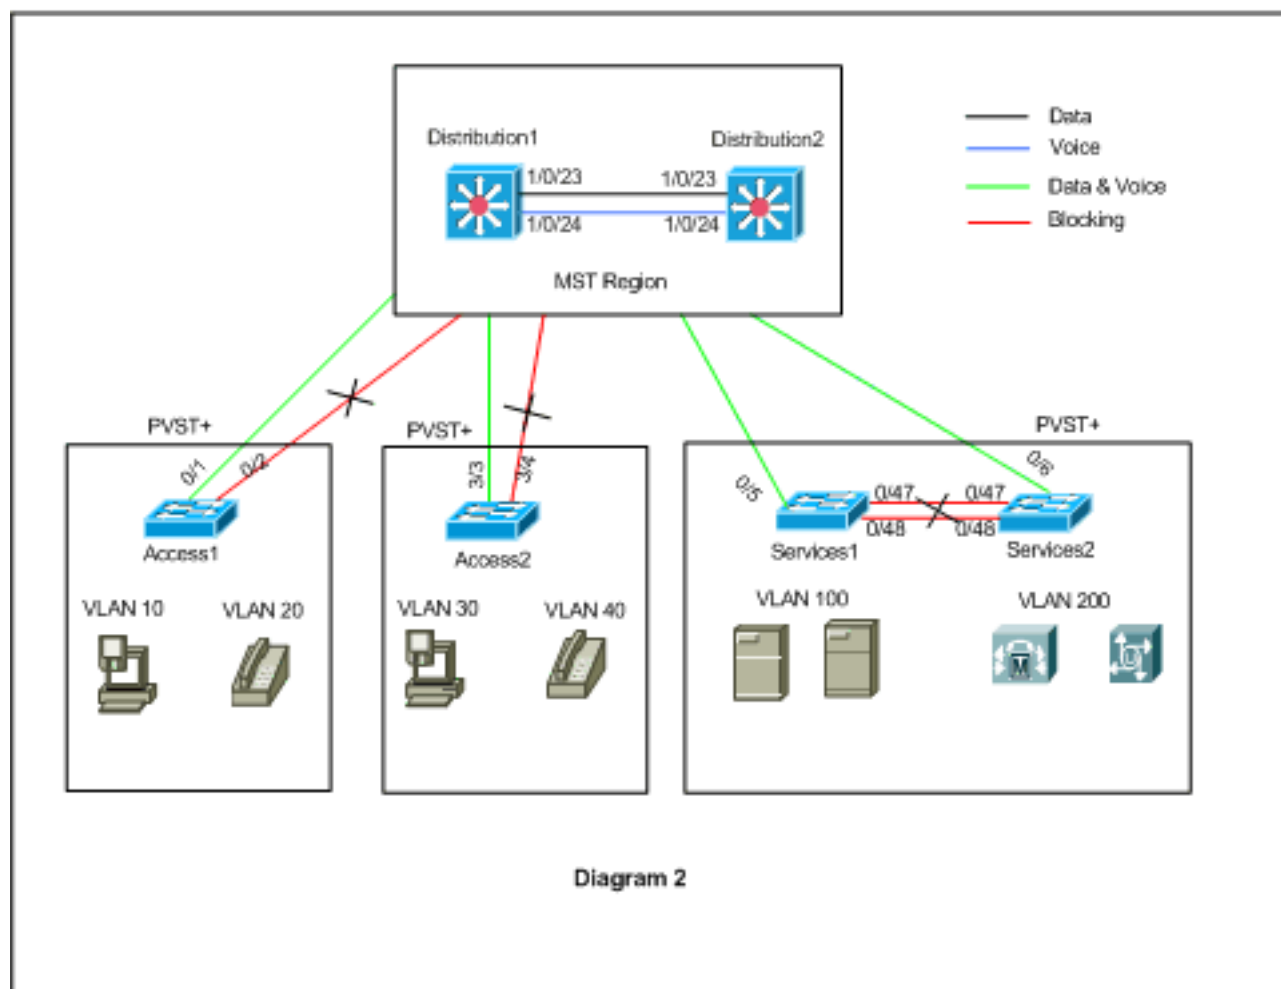 Distribution1
Distribution2
1/0/23
1/0/23
1/0/24
1/0/24
MST Region
Data
Voice
Data & Voice
Blocking
PVST+
0/1
0/2
Access1
VLAN 10
VLAN 20
PVST+
3/3
3/4
Access2
VLAN 30
VLAN 40
PVST+
0/5
0/6
0/47
0/47
0/48
0/48
Services1
Services2
VLAN 100
VLAN 200
M
U
Diagram 2